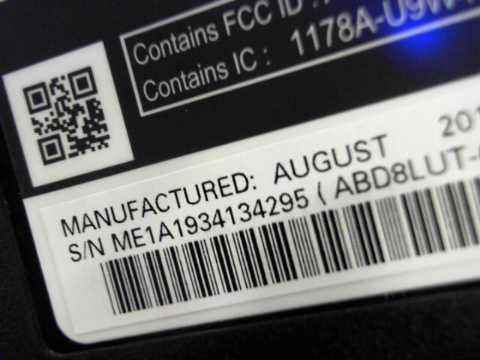 Contains FCC ID :
Contains IC : 1178A-U9W
MANUFACTURED: AUGUST 201
S/N ME1A1934134295 ( ABD8LUT-